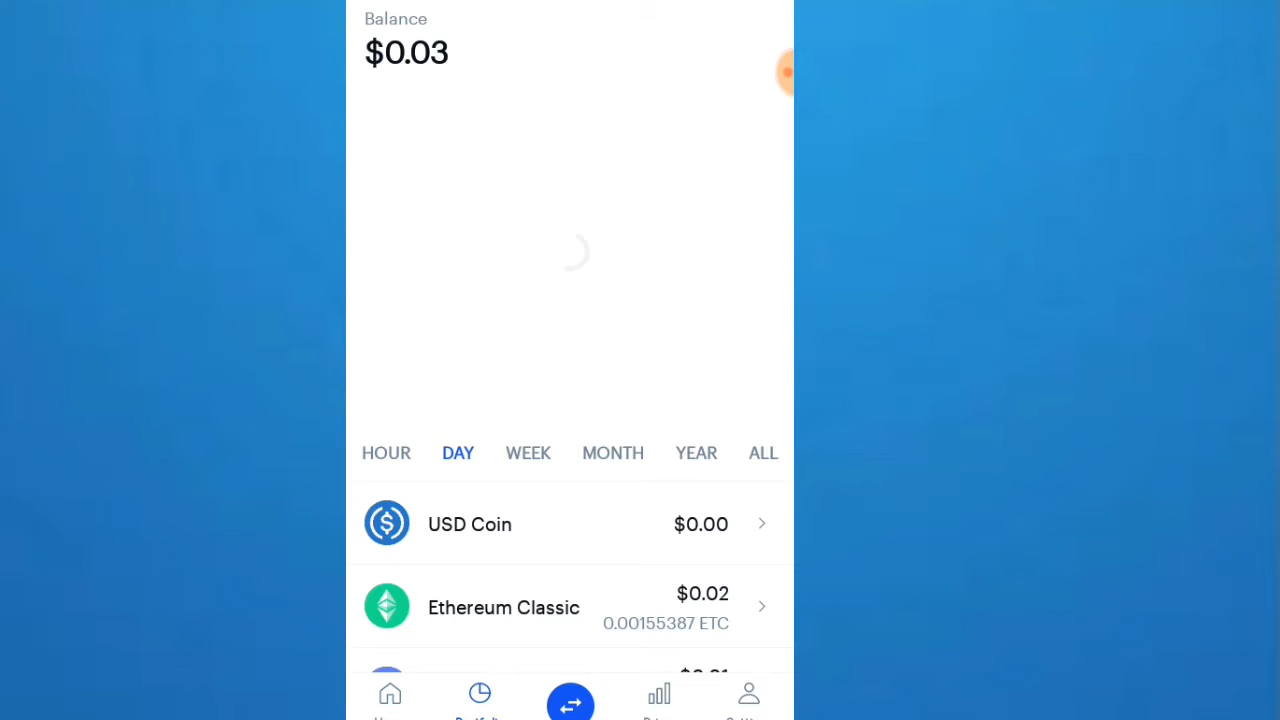 Balance
$0.03
HOUR DAY WEEK MONTH YEAR ALL
USD Coin $0.00
Ethereum Classic $0.02
0.00155387 ETC